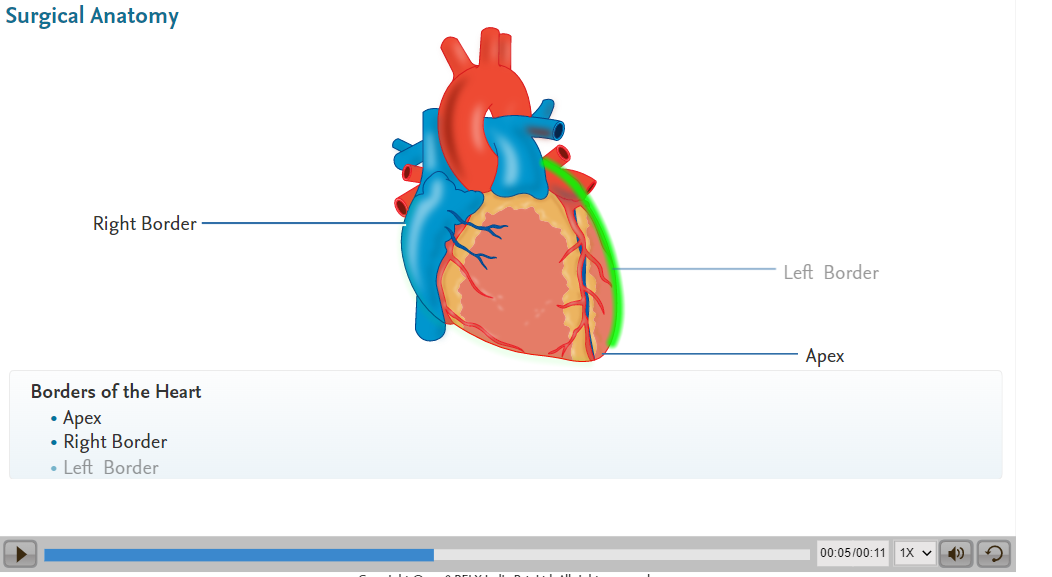 Surgical Anatomy
Right Border
Left Border
Apex
Borders of the Heart
• Apex
• Right Border
• Left Border
00:05/00:11
1X